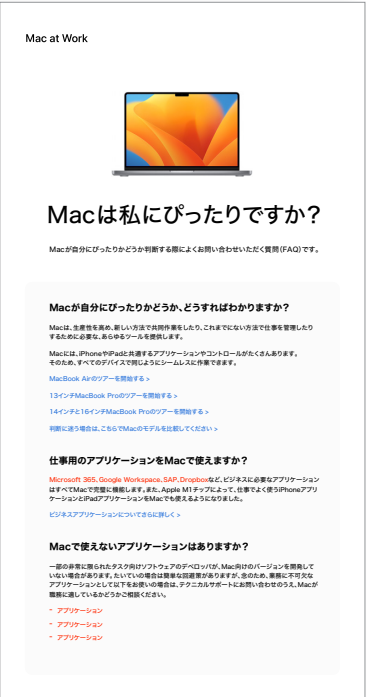 Mac at Work
Macは私にぴったりですか？
Macが自分にぴったりかどうか判断する際によくお問い合わせいただく質問（FAQ）です。
Macが自分にぴったりかどうか、どうすればわかりますか？
Macは、生産性を高め、新しい方法で共同作業をしたり、これまでにない方法で仕事を管理したり
するために必要な、あらゆるツールを提供します。
Macには、iPhoneやiPadと共通するアプリケーションやコントロールがたくさんあります。
そのため、すべてのデバイスで同じようにシームレスに作業できます。
MacBook Airのツアーを開始する >
13インチMacBook Proのツアーを開始する >
14インチと16インチMacBook Proのツアーを開始する >
判断に迷う場合は、こちらでMacのモデルを比較してください >
仕事用のアプリケーションをMacで使えますか？
Microsoft 365、Google Workspace、SAP、Dropboxなど、ビジネスに必要なアプリケーション
はすべてMacで完璧に機能します。また、Apple M1チップによって、仕事でよく使うiPhoneアプリ
ケーションとiPadアプリケーションをMacでも使えるようになりました。
ビジネスアプリケーションについてさらに詳しく >
Macで使えないアプリケーションはありますか？
一部の非常に限られたタスク向けソフトウェアのデベロッパが、Mac向けのバージョンを開発して
いない場合があります。たいていの場合は簡単な回避策がありますが、念のため、業務に不可欠な
アプリケーションとして以下をお使いの場合は、テクニカルサポートにお問い合わせのうえ、Macが
職務に適しているかどうかご相談ください。
- アプリケーション
- アプリケーション
- アプリケーション